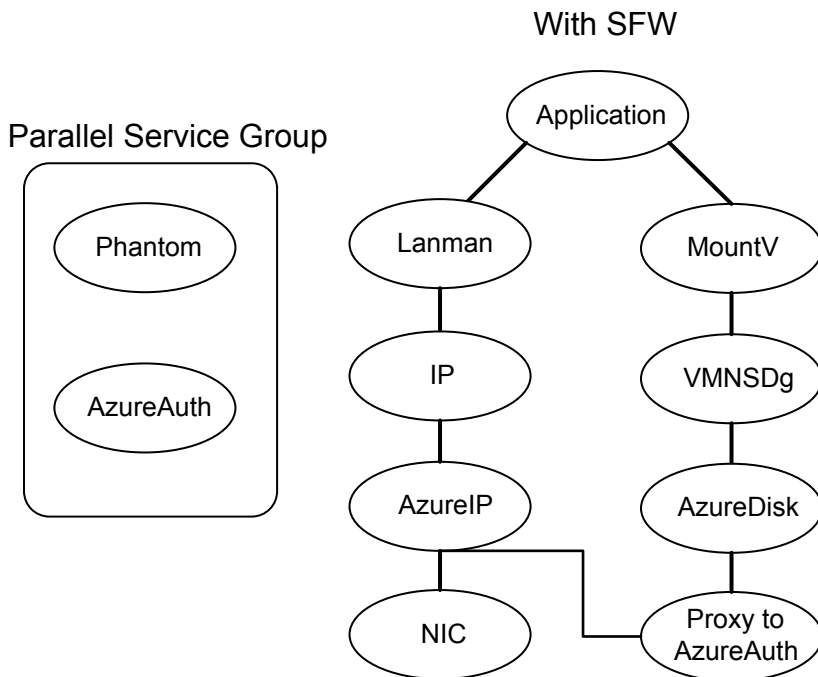 With SFW
Parallel Service Group
Phantom
AzureAuth
Application
Lanman
MountV
IP
VMNSDg
AzureIP
AzureDisk
NIC
Proxy to
AzureAuth